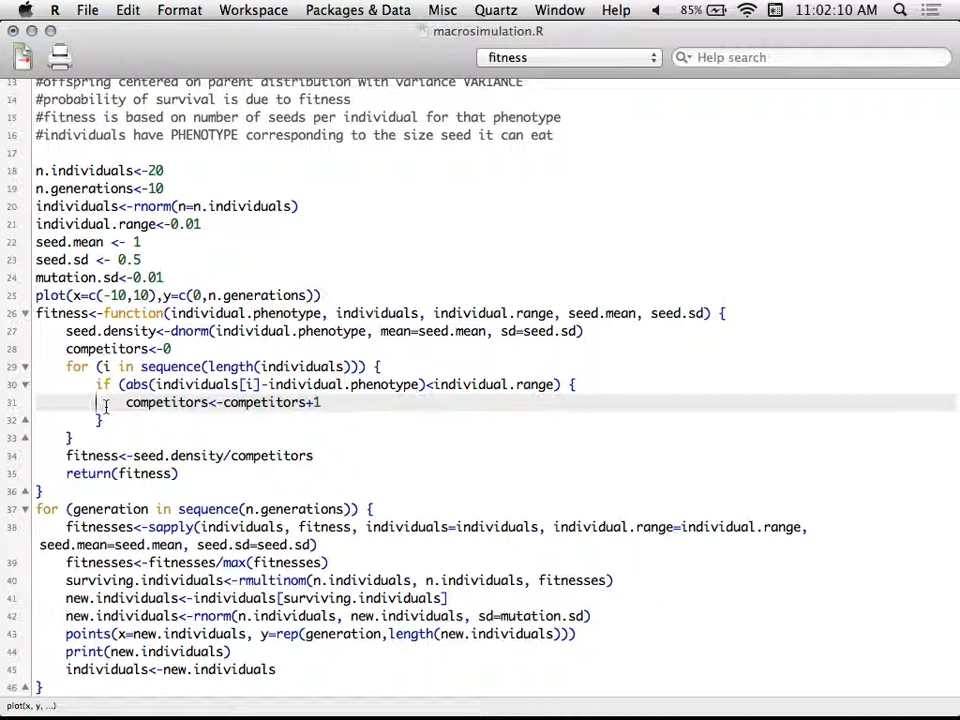 R File Edit Format Workspace Packages & Data Misc Quartz Window Help 85% 11:02:10 AM
macrosimulation.R
fitness Help search
13 #offspring centered on parent distribution with variance VARIANCE
14 #probability of survival is due to fitness
15 #fitness is based on number of seeds per individual for that phenotype
16 #individuals have PHENOTYPE corresponding to the size seed it can eat
17
18 n.individuals<-20
19 n.generations<-10
20 individuals<-rnorm(n=n.individuals)
21 individual.range<-0.01
22 seed.mean <- 1
23 seed.sd <- 0.5
24 mutation.sd<-0.01
25 plot(x=c(-10,10),y=c(0,n.generations))
26 fitness<-function(individual.phenotype, individuals, individual.range, seed.mean, seed.sd) {
27 seed.density<-dnorm(individual.phenotype, mean=seed.mean, sd=seed.sd)
28 competitors<-0
29 for (i in sequence(length(individuals))) {
30 if (abs(individuals[i]-individual.phenotype)<individual.range) {
31 competitors<-competitors+1
32 }
33 }
34 fitness<-seed.density/competitors
35 return(fitness)
36 }
37 for (generation in sequence(n.generations)) {
38 fitnesses<-sapply(individuals, fitness, individuals=individuals, individual.range=individual.range,
seed.mean=seed.mean, seed.sd=seed.sd)
39 fitnesses<-fitnesses/max(fitnesses)
40 surviving.individuals<-rmultinom(n.individuals, n.individuals, fitnesses)
41 new.individuals<-individuals[surviving.individuals]
42 new.individuals<-rnorm(n.individuals, new.individuals, sd=mutation.sd)
43 points(x=new.individuals, y=rep(generation,length(new.individuals)))
44 print(new.individuals)
45 individuals<-new.individuals
46 }
plot(x, y, ...)